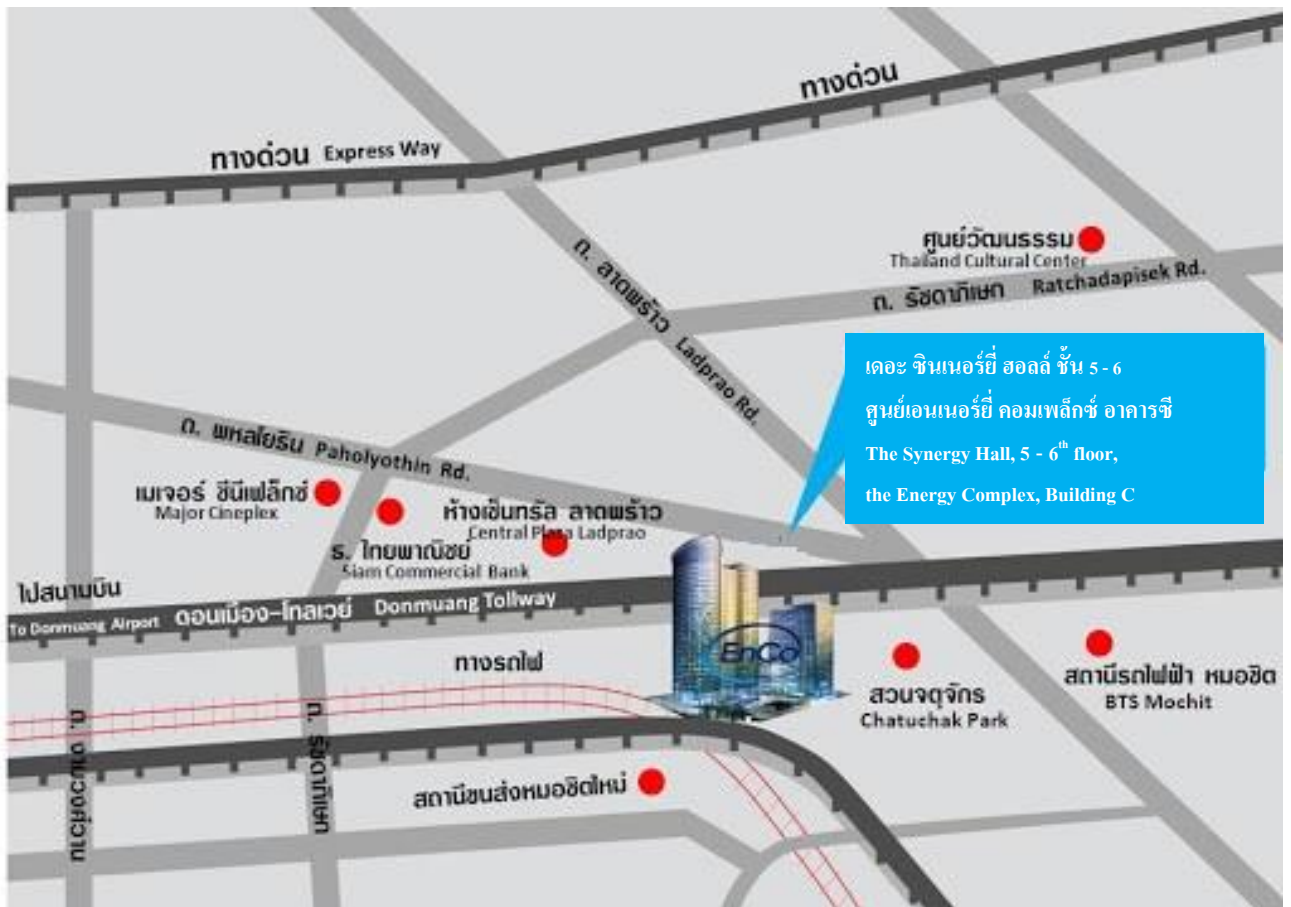 ทางด่วน
ทางด่วน Express Way
ศูนย์วัฒนธรรม
Thailand Cultural Center
ถ. ลาดพร้าว Ladprao Rd.
ถ. รัชดาภิเษก Ratchadapisek Rd.
เดอะ ซินเนอร์ยี่ ฮอลล์ ชั้น 5 - 6
ศูนย์เอนเนอร์ยี่ คอมเพล็กซ์ อาคารซี
The Synergy Hall, 5 - 6th floor,
the Energy Complex, Building C
ถ. พหลโยธิน Paholyothin Rd.
เมเจอร์ ซีนีเฟล็กซ์
Major Cineplex
ห้างเซ็นทรัล ลาดพร้าว
Central Plaza Ladprao
ธ. ไทยพาณิชย์
Siam Commercial Bank
ไปสนามบิน
To Donmuang Airport ดอนเมือง-โทลเวย์ Donmuang Tollway
EnCo
ทางรถไฟ
สวนจตุจักร
Chatuchak Park
สถานีรถไฟฟ้า หมอชิต
BTS Mochit
ถ. งามวงศ์วาน
ถ. รัชดาภิเษก
สถานีขนส่งหมอชิตใหม่